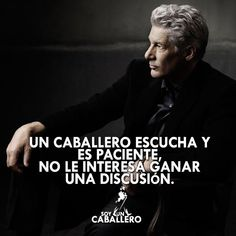 UN CABALLERO ESCUCHA Y
ES PACIENTE,
NO LE INTERESA GANAR
UNA DISCUSIÓN.
SOY UN
CABALLERO